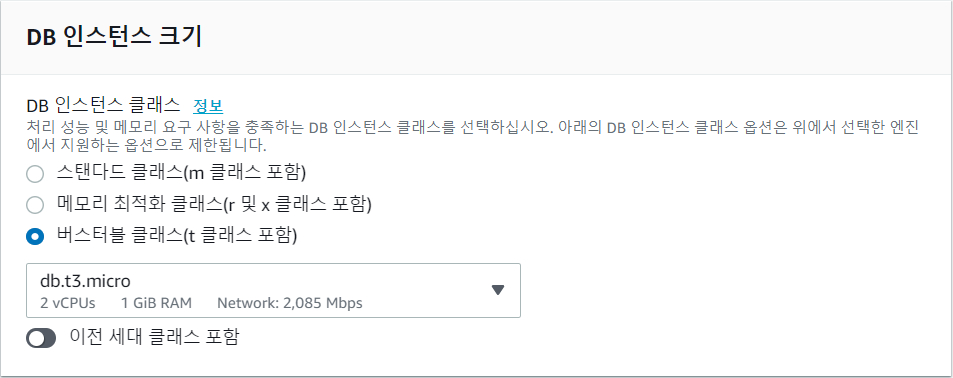 DB 인스턴스 크기
DB 인스턴스 클래스 정보
처리 성능 및 메모리 요구 사항을 충족하는 DB 인스턴스 클래스를 선택하십시오. 아래의 DB 인스턴스 클래스 옵션은 위에서 선택한 엔진
에서 지원하는 옵션으로 제한됩니다.
스탠다드 클래스(m 클래스 포함)
메모리 최적화 클래스(r 및 x 클래스 포함)
버스터블 클래스(t 클래스 포함)
db.t3.micro
2 vCPUs 1 GiB RAM Network: 2,085 Mbps
이전 세대 클래스 포함